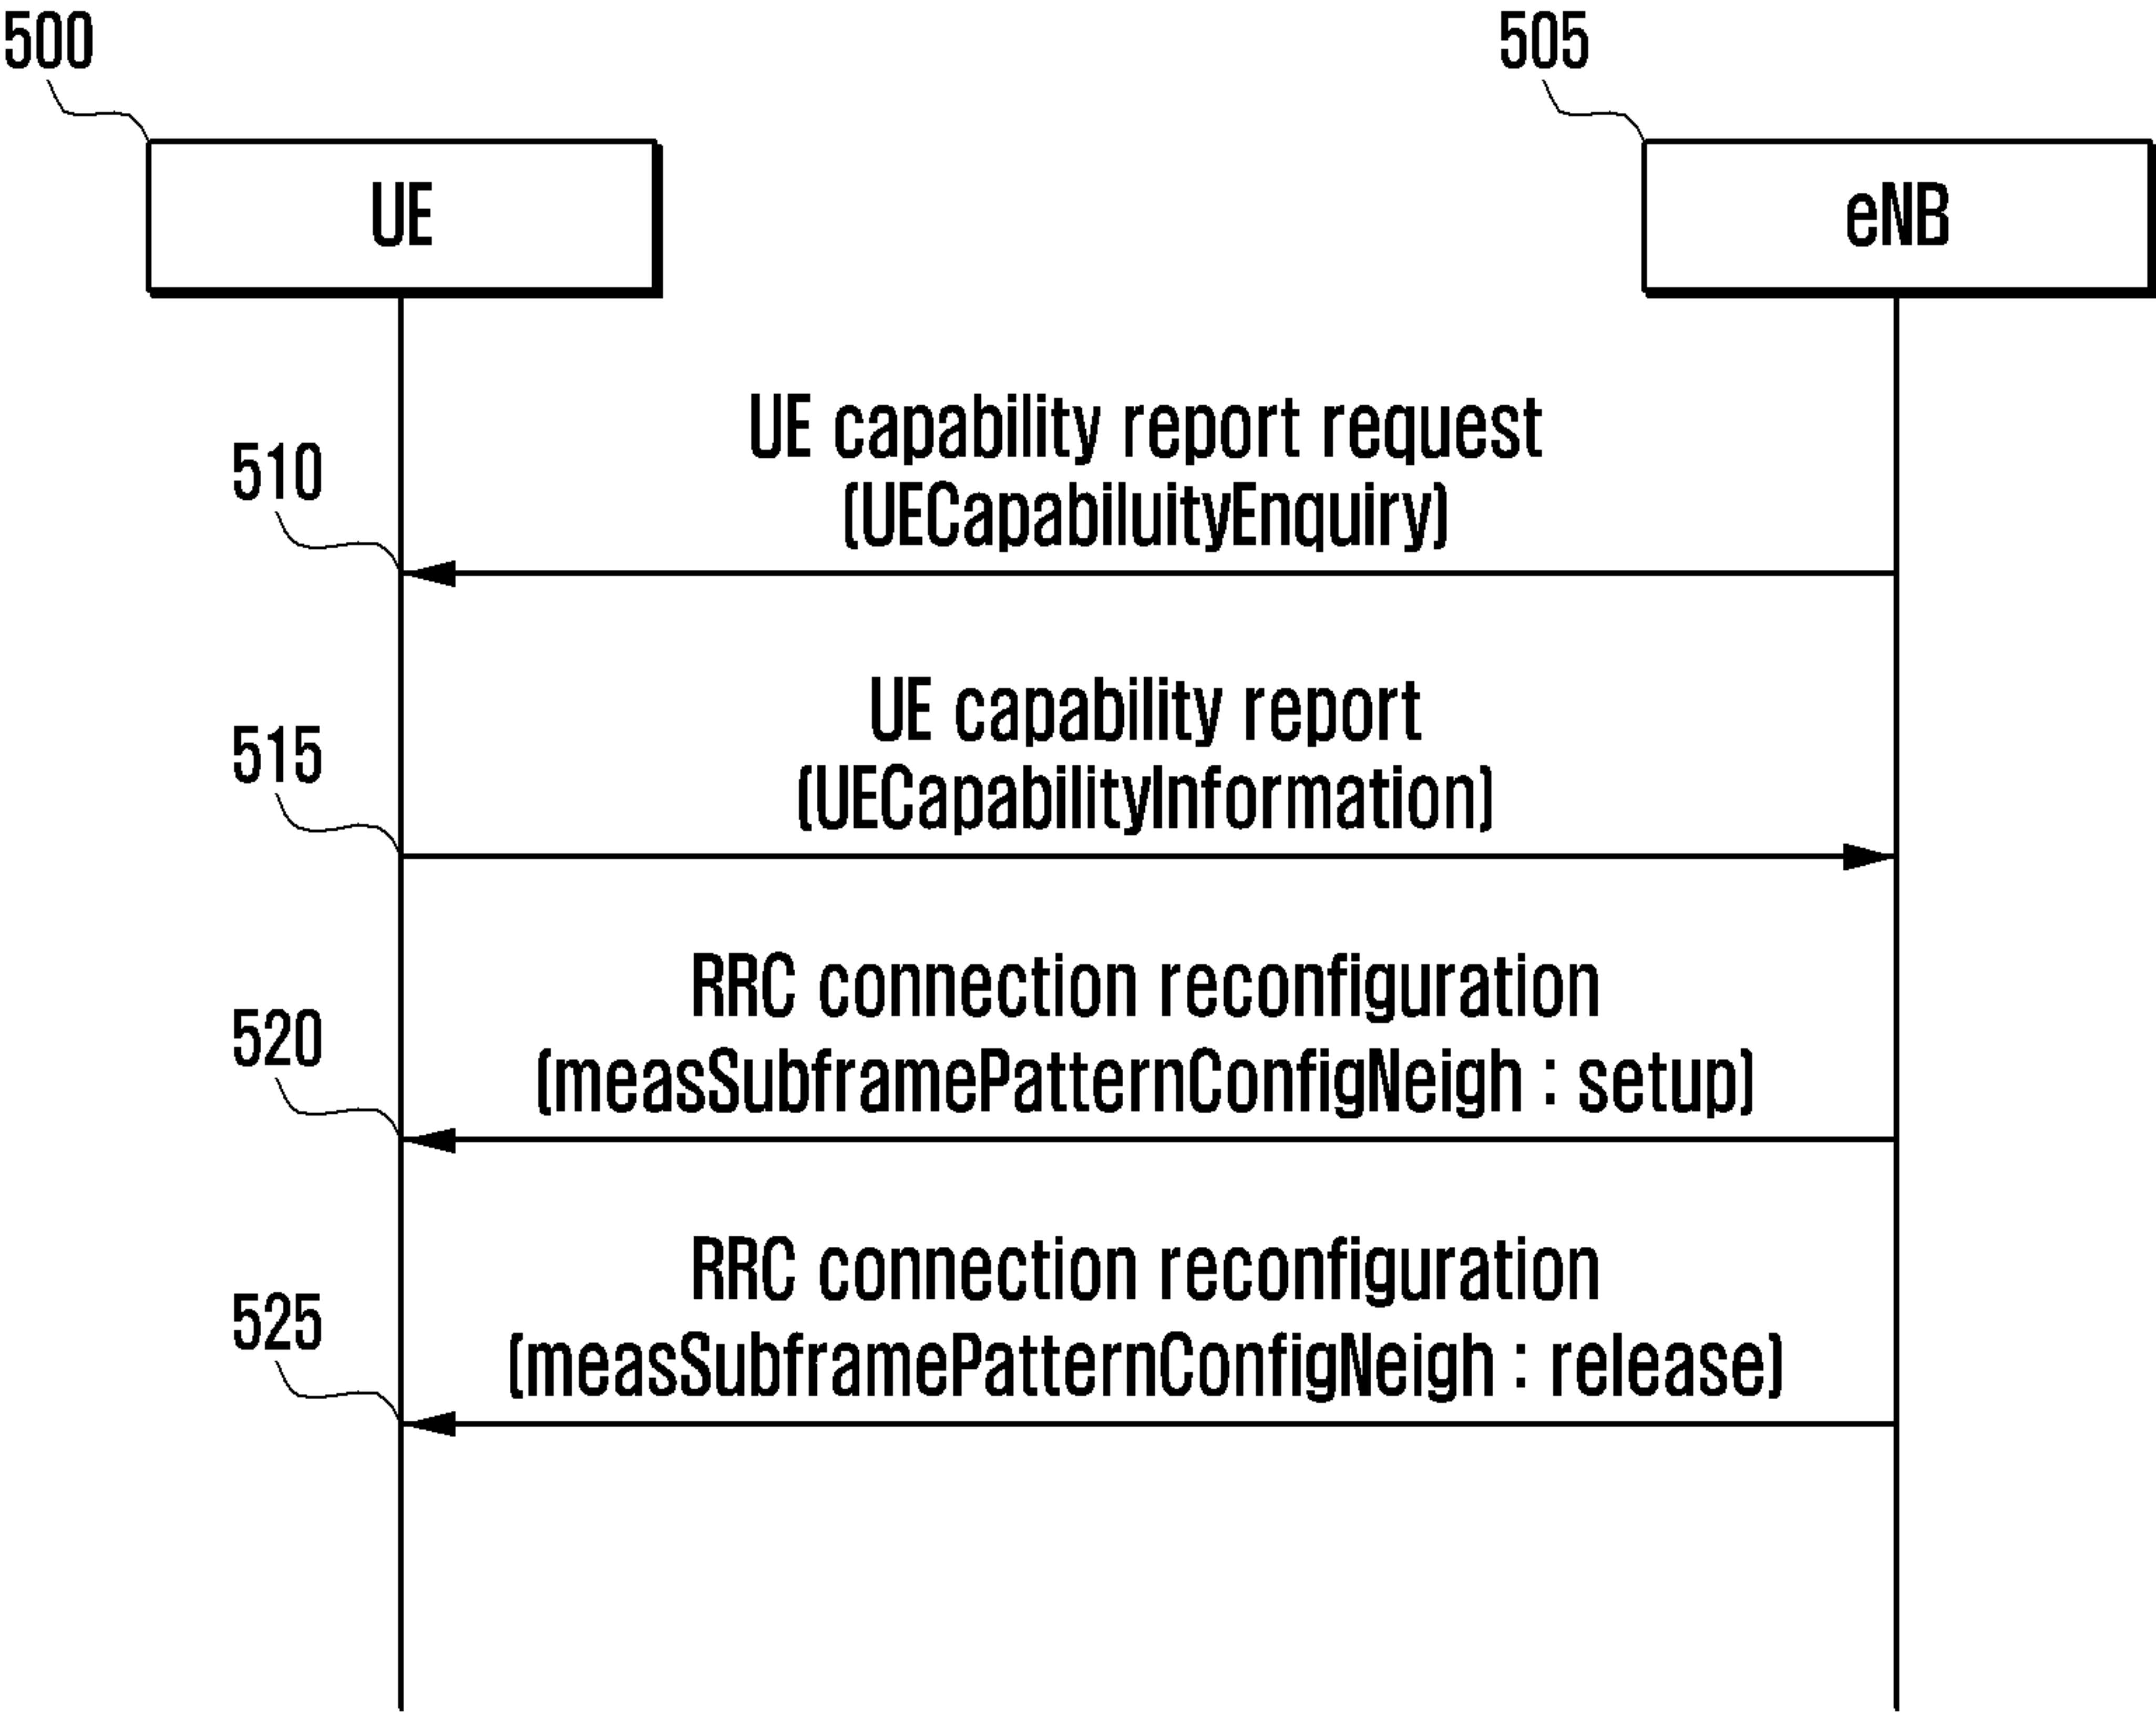 500
505
UE
eNB
UE capability report request
510
(UECapabiluityEnquiry)
UE capability report
515
(UECapabilityInformation)
RRC connection reconfiguration
520
(measSubframePatternConfigNeigh : setup)
RRC connection reconfiguration
525
(measSubframePatternConfigNeigh : release)